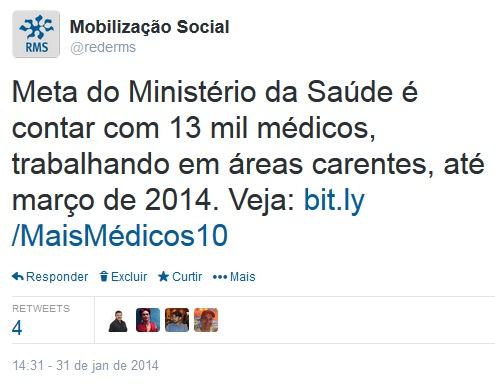 RMS
Mobilização Social
@rederms
Meta do Ministério da Saúde é
contar com 13 mil médicos,
trabalhando em áreas carentes, até
março de 2014. Veja: bit.ly
/MaisMédicos10
Responder Excluir Curtir Mais
RETWEETS
4
14:31 - 31 de jan de 2014